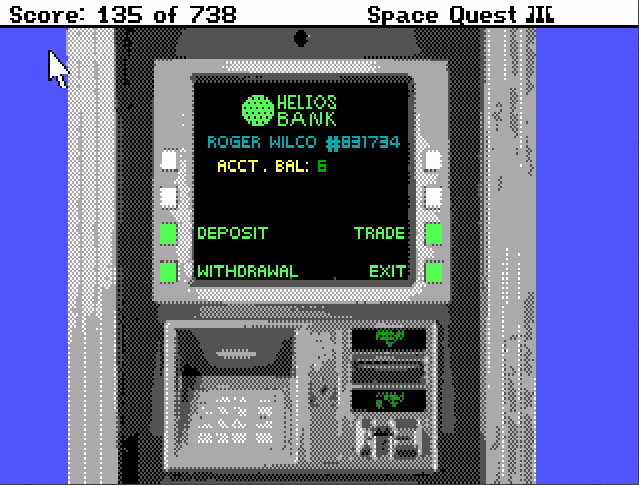 Score: 135 of 738 Space Quest III
HELIOS
BANK
ROGER WILCO #831734
ACCT. BAL: 6
DEPOSIT TRADE
WITHDRAWAL EXIT